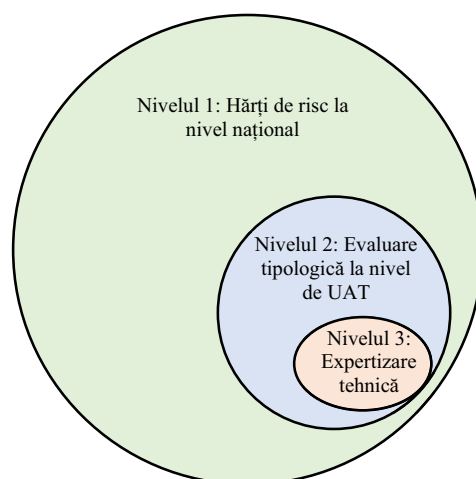 Nivelul 1: Hărți de risc la
nivel național
Nivelul 2: Evaluare
tipologică la nivel
de UAT
Nivelul 3:
Expertizare
tehnică